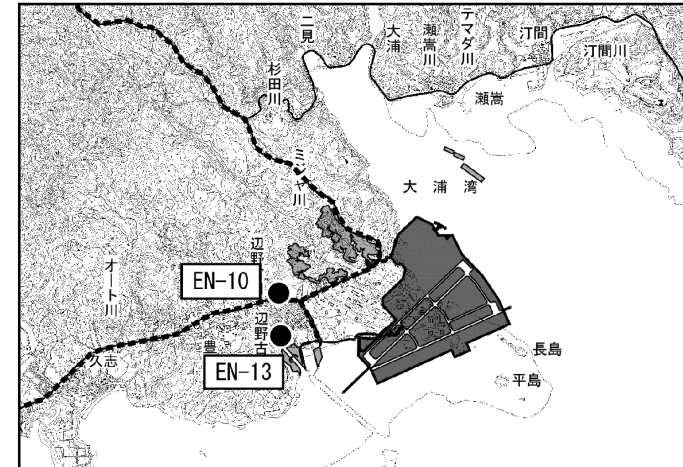 二見
大浦
瀬嵩川
テマダ川
汀間
汀間川
杉田川
瀬嵩
ミジャ川
大浦湾
辺野
オート川
EN-10
辺野古
豊
久志
EN-13
長島
平島